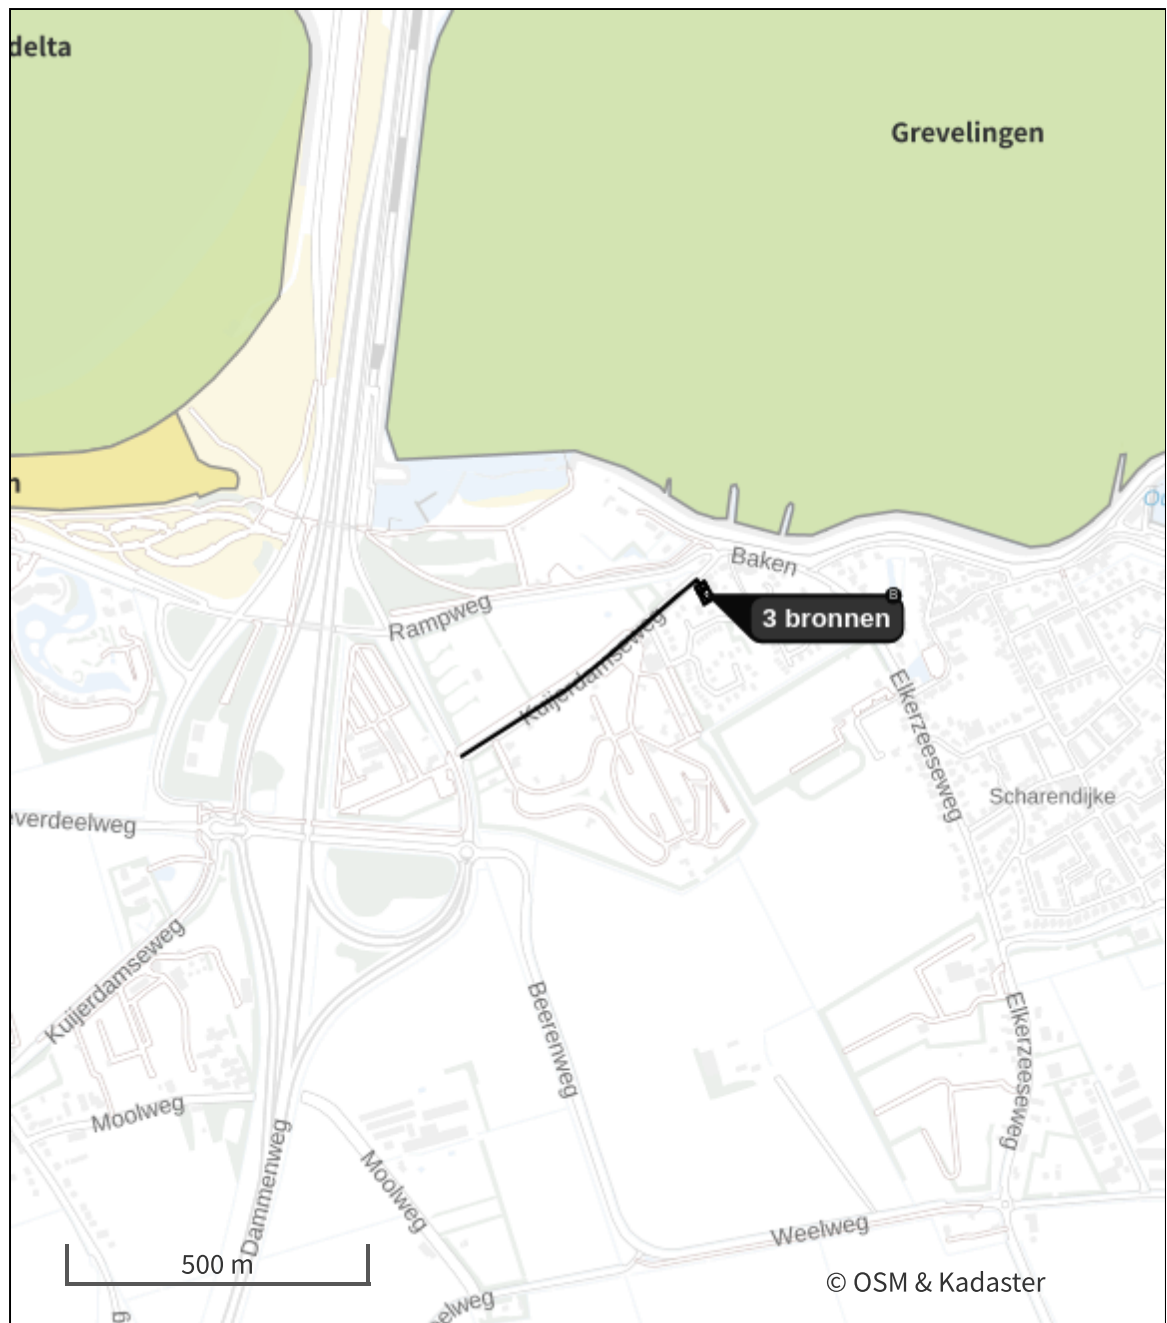 delta
Grevelingen
n
Baken
B
3 bronnen
Rampweg
Kuijerdamseweg
Elkerzeeseweg
Scharendijke
everdeelweg
Kuijerdamseweg
Beerenweg
Elkerzeeseweg
Moolweg
Dammenweg
Moolweg
Weelweg
500 m
© OSM & Kadaster
elweg
g